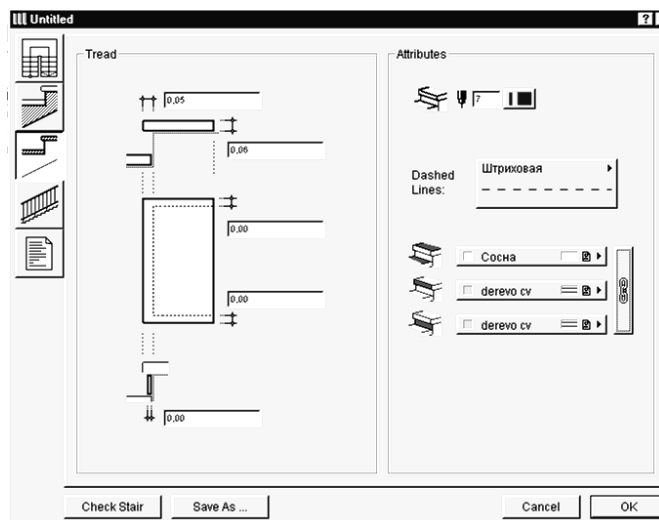 Untitled
Tread
0,05
0,06
0,00
0,00
0,00
Attributes
7
Dashed
Lines:
Штриховая
Сосна
derevo cv
derevo cv
Check Stair
Save As ...
Cancel
OK